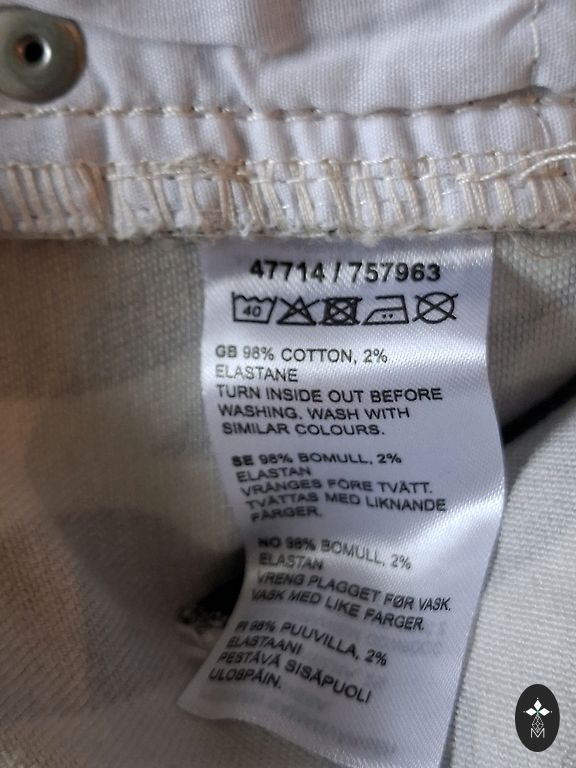 47714 / 757963
40
GB 98% COTTON, 2%
ELASTANE
TURN INSIDE OUT BEFORE
WASHING. WASH WITH
SIMILAR COLOURS.
SE 98% BOMULL, 2%
ELASTAN
VRÄNGES FÖRE TVÄTT.
TVÄTTAS MED LIKNANDE
FÄRGER.
NO 98% BOMULL, 2%
ELASTAN
VRENG PLAGGET FØR VASK.
VASK MED LIKE FARGER.
FI 98% PUUVILLA, 2%
ELASTAANI
PESTÄVÄ SISÄPUOLI
ULOSPÄIN.